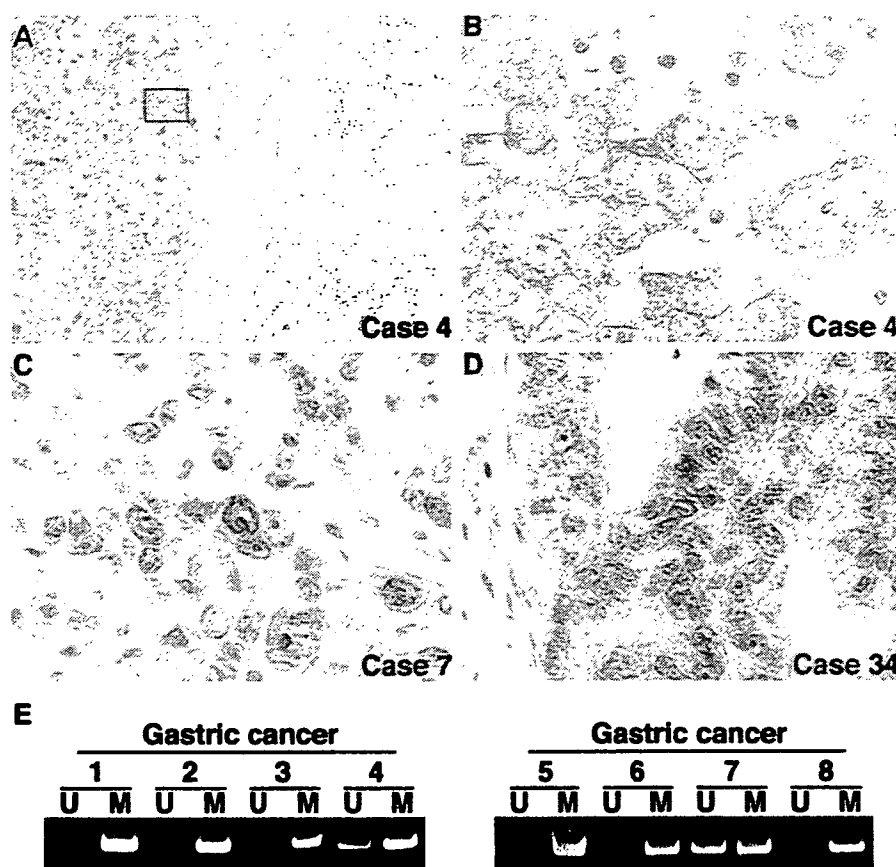 A
Case 4
B
Case 4
C
Case 7
D
Case 34
E
Gastric cancer
1 2 3 4
U M U M U M U M
Gastric cancer
5 6 7 8
U M U M U M U M